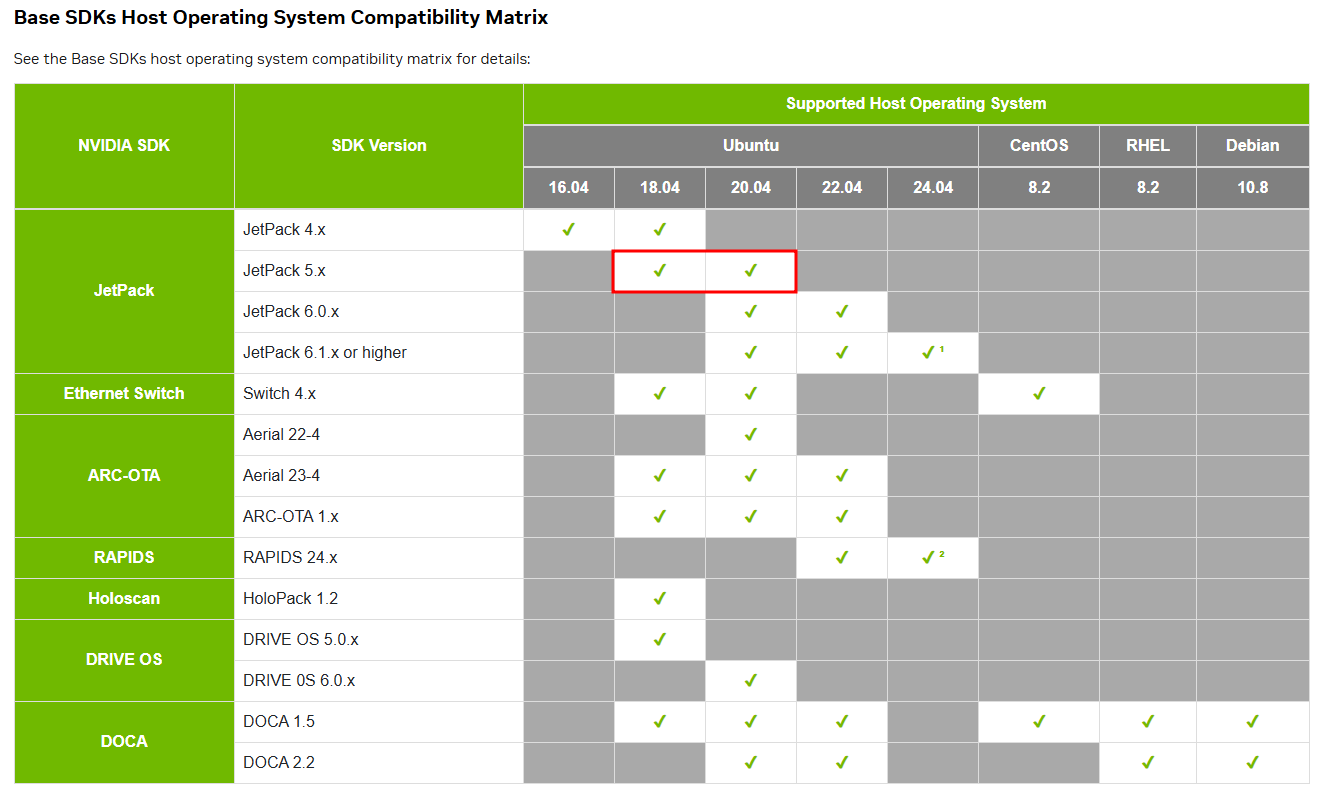 Base SDKs Host Operating System Compatibility Matrix
See the Base SDKs host operating system compatibility matrix for details:
NVIDIA SDK SDK Version Supported Host Operating System
Ubuntu CentOS RHEL Debian
16.04 18.04 20.04 22.04 24.04 8.2 8.2 10.8
JetPack
JetPack 4.x ✓ ✓
JetPack 5.x ✓ ✓
JetPack 6.0.x ✓ ✓
JetPack 6.1.x or higher ✓ ✓ ✓ ¹
Ethernet Switch Switch 4.x ✓ ✓ ✓
ARC-OTA
Aerial 22-4 ✓
Aerial 23-4 ✓ ✓ ✓
ARC-OTA 1.x ✓ ✓ ✓
RAPIDS RAPIDS 24.x ✓ ✓ ²
Holoscan HoloPack 1.2 ✓
DRIVE OS
DRIVE OS 5.0.x ✓
DRIVE 0S 6.0.x ✓
DOCA
DOCA 1.5 ✓ ✓ ✓ ✓ ✓ ✓
DOCA 2.2 ✓ ✓ ✓ ✓